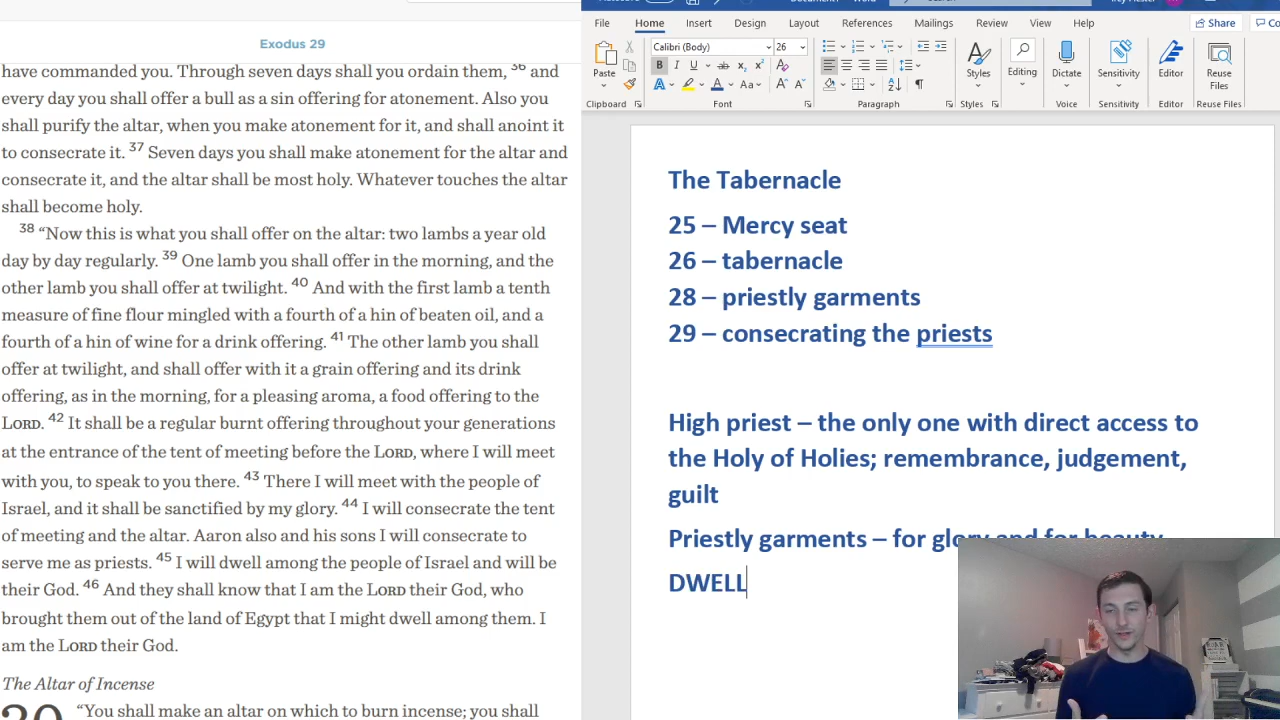 Exodus 29
have commanded you. Through seven days shall you ordain them, 36 and
every day you shall offer a bull as a sin offering for atonement. Also you
shall purify the altar, when you make atonement for it, and shall anoint it
to consecrate it. 37 Seven days you shall make atonement for the altar and
consecrate it, and the altar shall be most holy. Whatever touches the altar
shall become holy.
38 “Now this is what you shall offer on the altar: two lambs a year old
day by day regularly. 39 One lamb you shall offer in the morning, and the
other lamb you shall offer at twilight. 40 And with the first lamb a tenth
measure of fine flour mingled with a fourth of a hin of beaten oil, and a
fourth of a hin of wine for a drink offering. 41 The other lamb you shall
offer at twilight, and shall offer with it a grain offering and its drink
offering, as in the morning, for a pleasing aroma, a food offering to the
LORD. 42 It shall be a regular burnt offering throughout your generations
at the entrance of the tent of meeting before the LORD, where I will meet
with you, to speak to you there. 43 There I will meet with the people of
Israel, and it shall be sanctified by my glory. 44 I will consecrate the tent
of meeting and the altar. Aaron also and his sons I will consecrate to
serve me as priests. 45 I will dwell among the people of Israel and will be
their God. 46 And they shall know that I am the LORD their God, who
brought them out of the land of Egypt that I might dwell among them. I
am the LORD their God.
The Altar of Incense
“You shall make an altar on which to burn incense; you shall
File Home Insert Design Layout References Mailings Review View Help Share Co
Calibri (Body) 26
Paste Styles Editing Dictate Sensitivity Editor Reuse Files
Clipboard Font Paragraph Styles Voice Sensitivity Editor Reuse Files
The Tabernacle
25 – Mercy seat
26 – tabernacle
28 – priestly garments
29 – consecrating the priests
High priest – the only one with direct access to
the Holy of Holies; remembrance, judgement,
guilt
Priestly garments – for glory and for beauty
DWELL